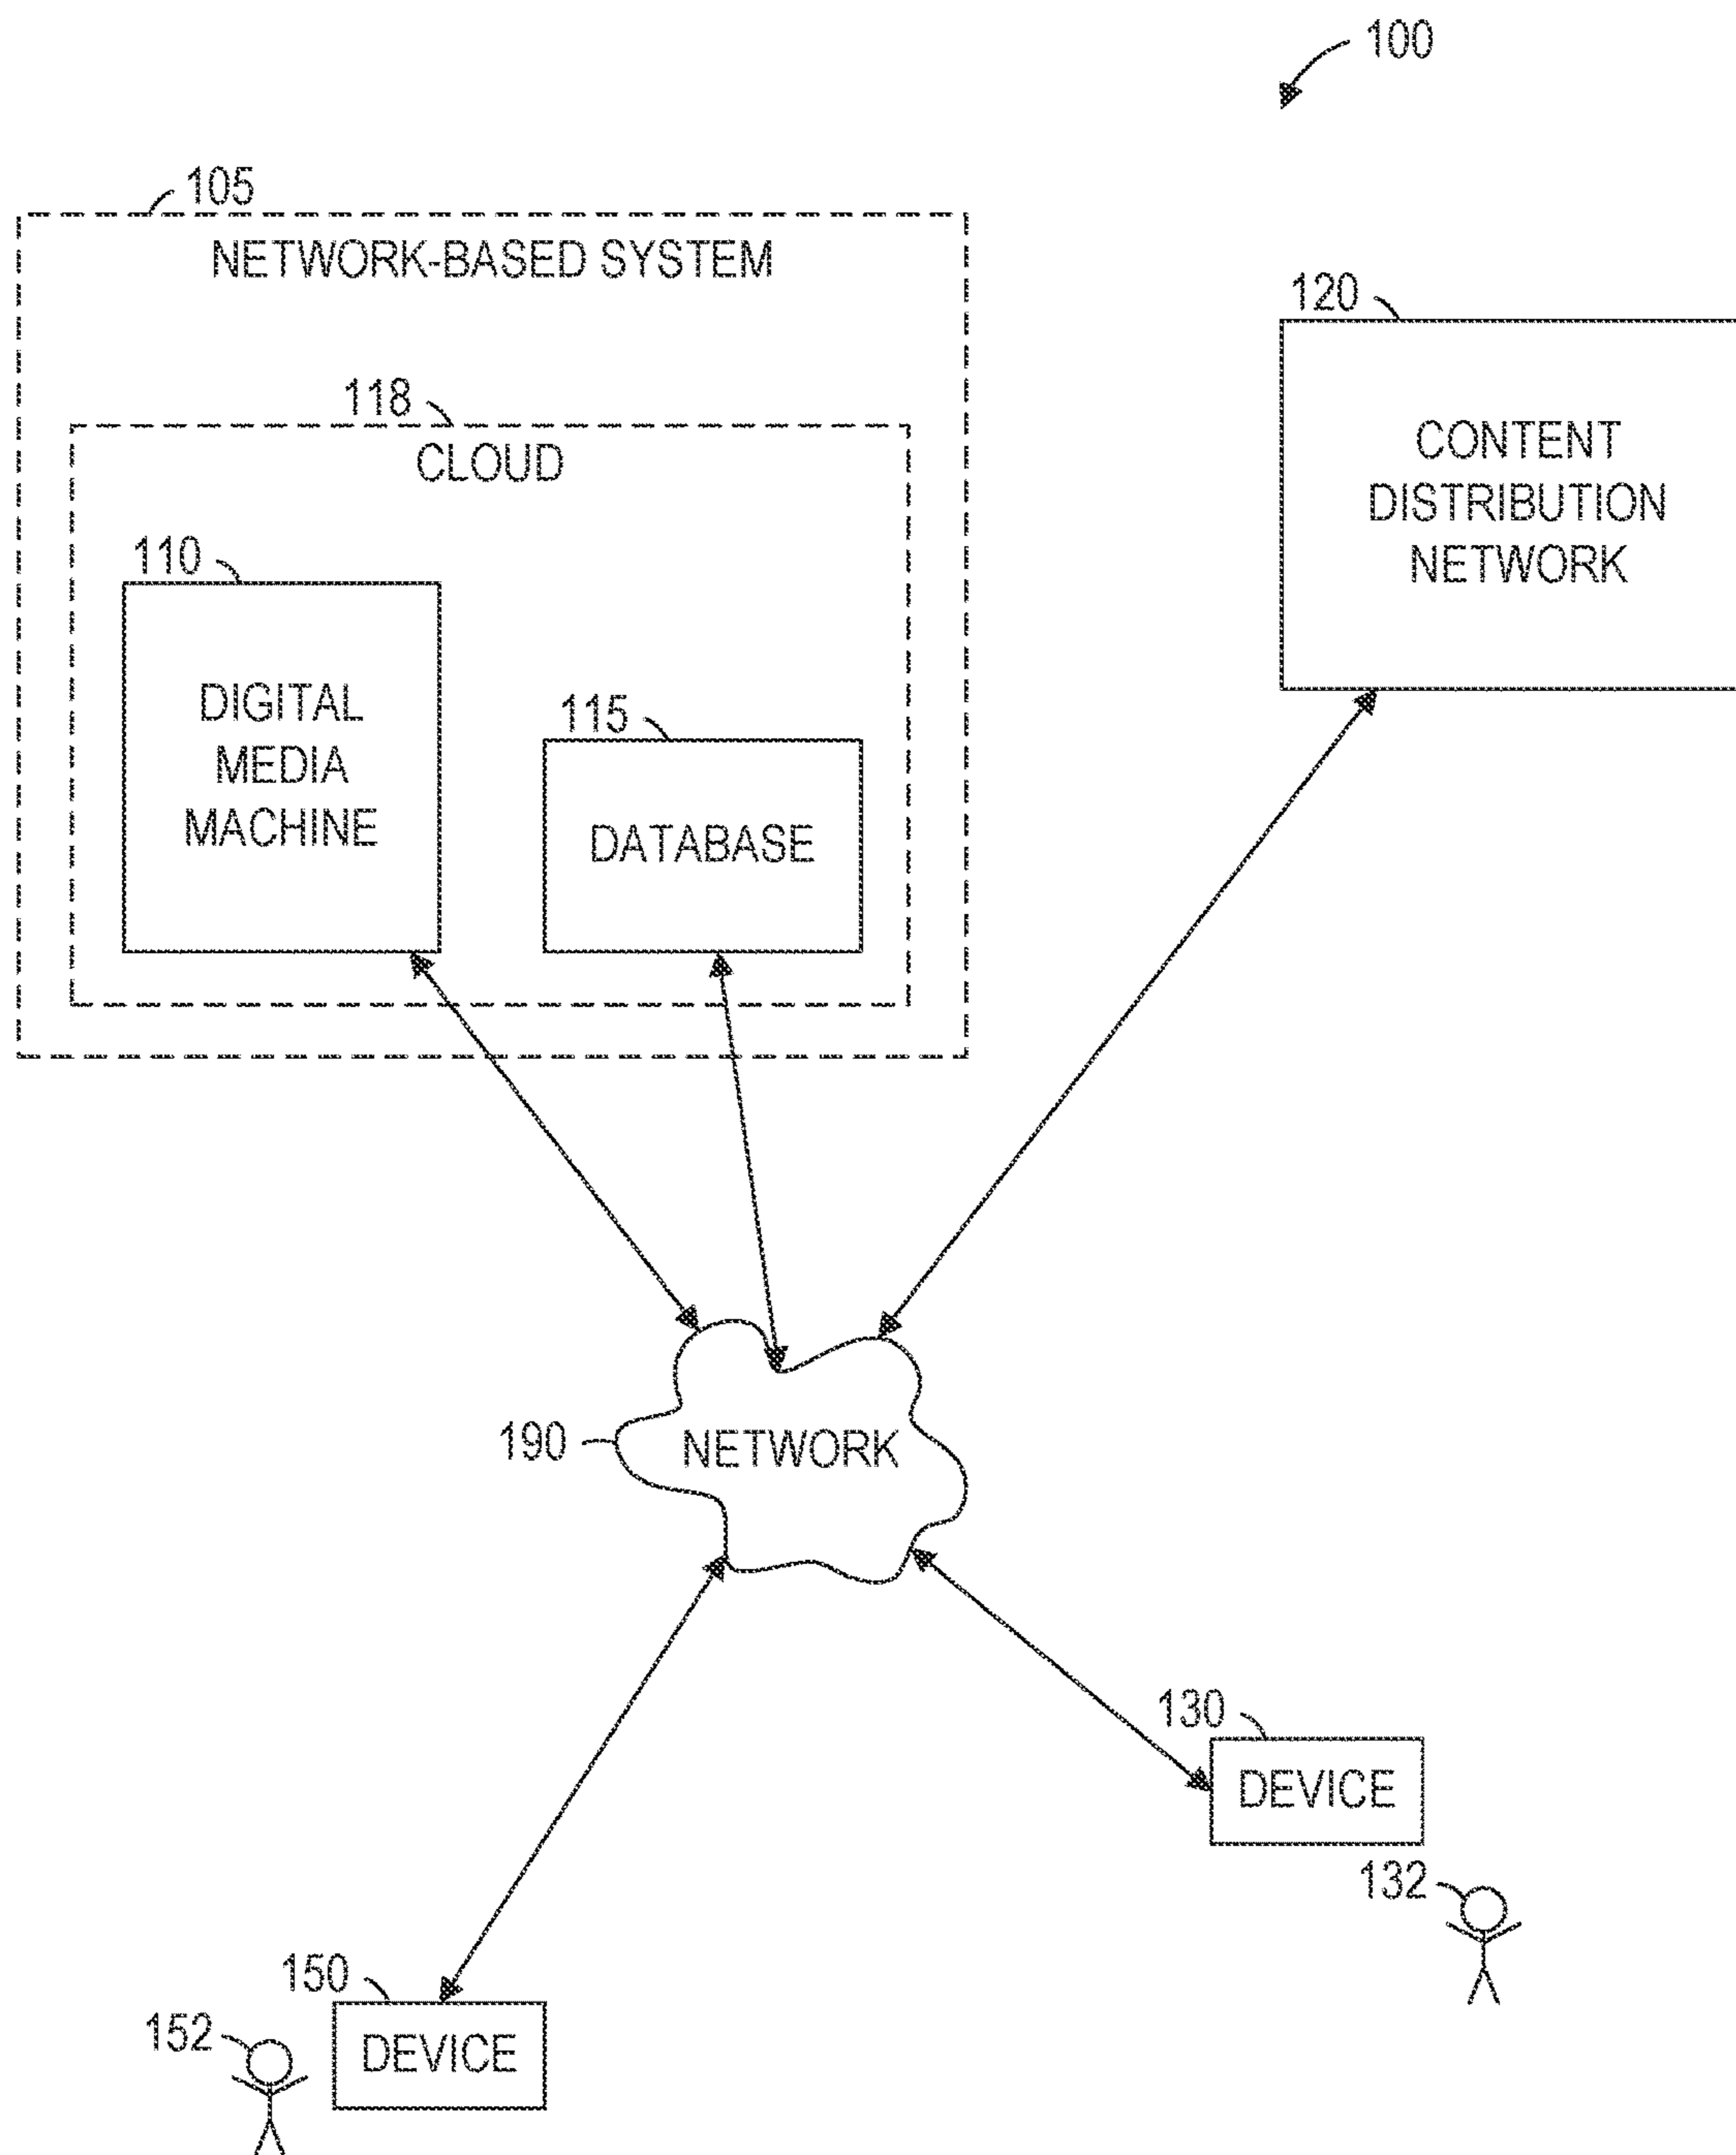 100
105
NETWORK-BASED SYSTEM
120
CONTENT
DISTRIBUTION
NETWORK
118
CLOUD
110
DIGITAL
MEDIA
MACHINE
115
DATABASE
190
NETWORK
130
DEVICE
132
150
DEVICE
152